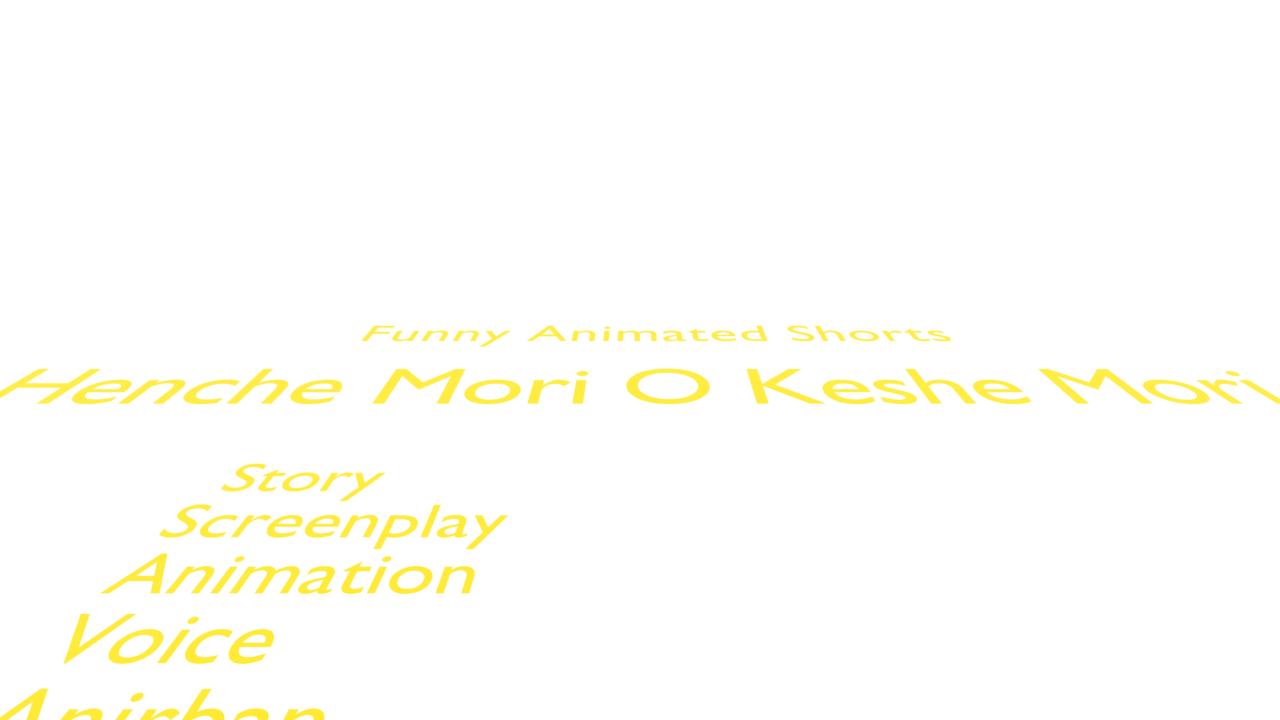 Funny Animated Shorts
Henche Mori O Keshe Mori
Story
Screenplay
Animation
Voice
Anirban